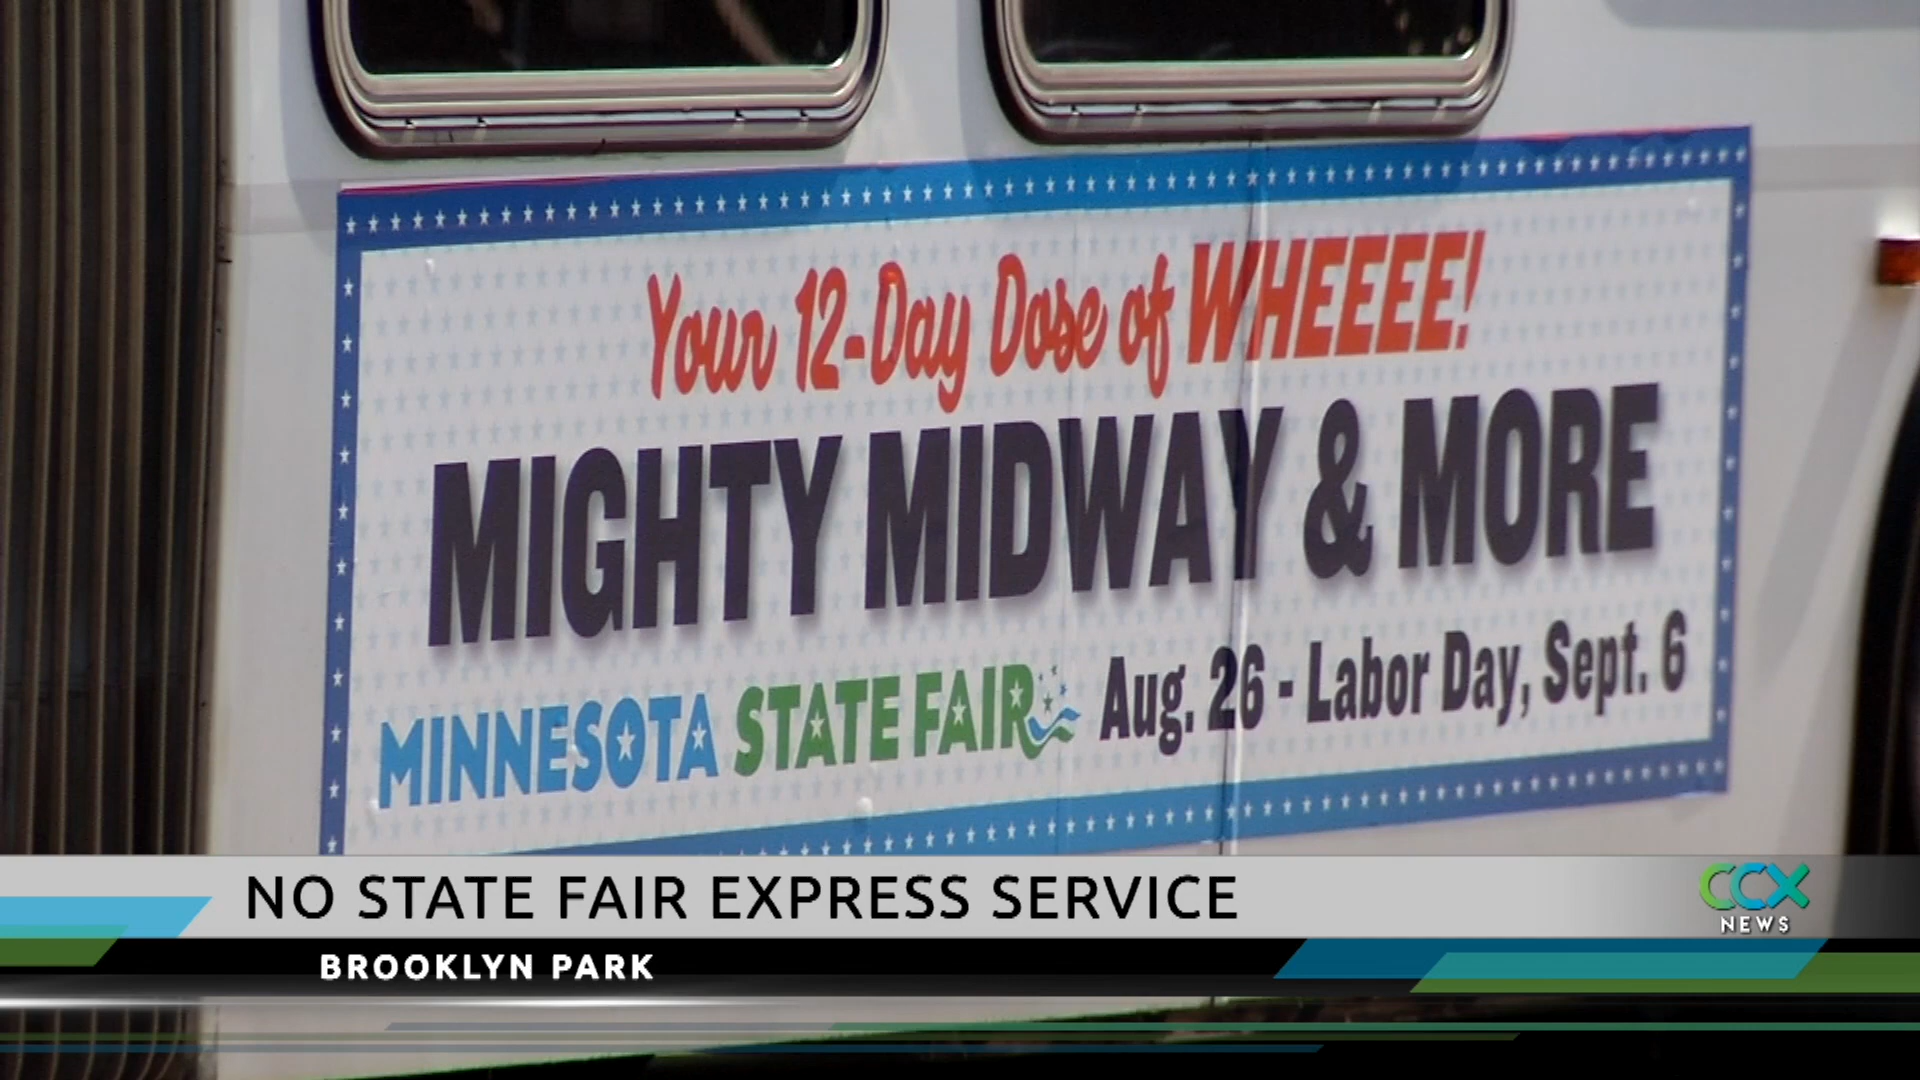 Your 12-Day Dose of WHEEEE!
MIGHTY MIDWAY & MORE
MINNESOTA STATE FAIR Aug. 26 - Labor Day, Sept. 6
NO STATE FAIR EXPRESS SERVICE
CCX
NEWS
BROOKLYN PARK